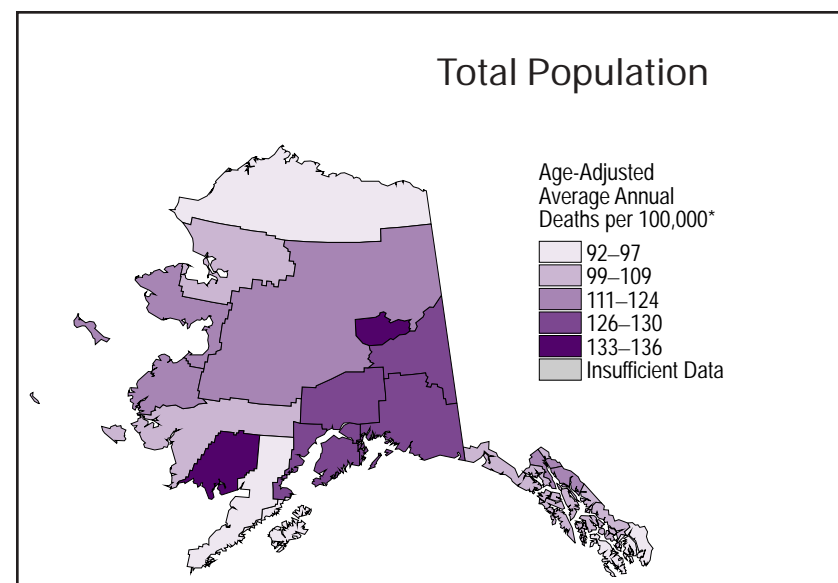 Total Population
Age-Adjusted
Average Annual
Deaths per 100,000*
92–97
99–109
111–124
126–130
133–136
Insufficient Data